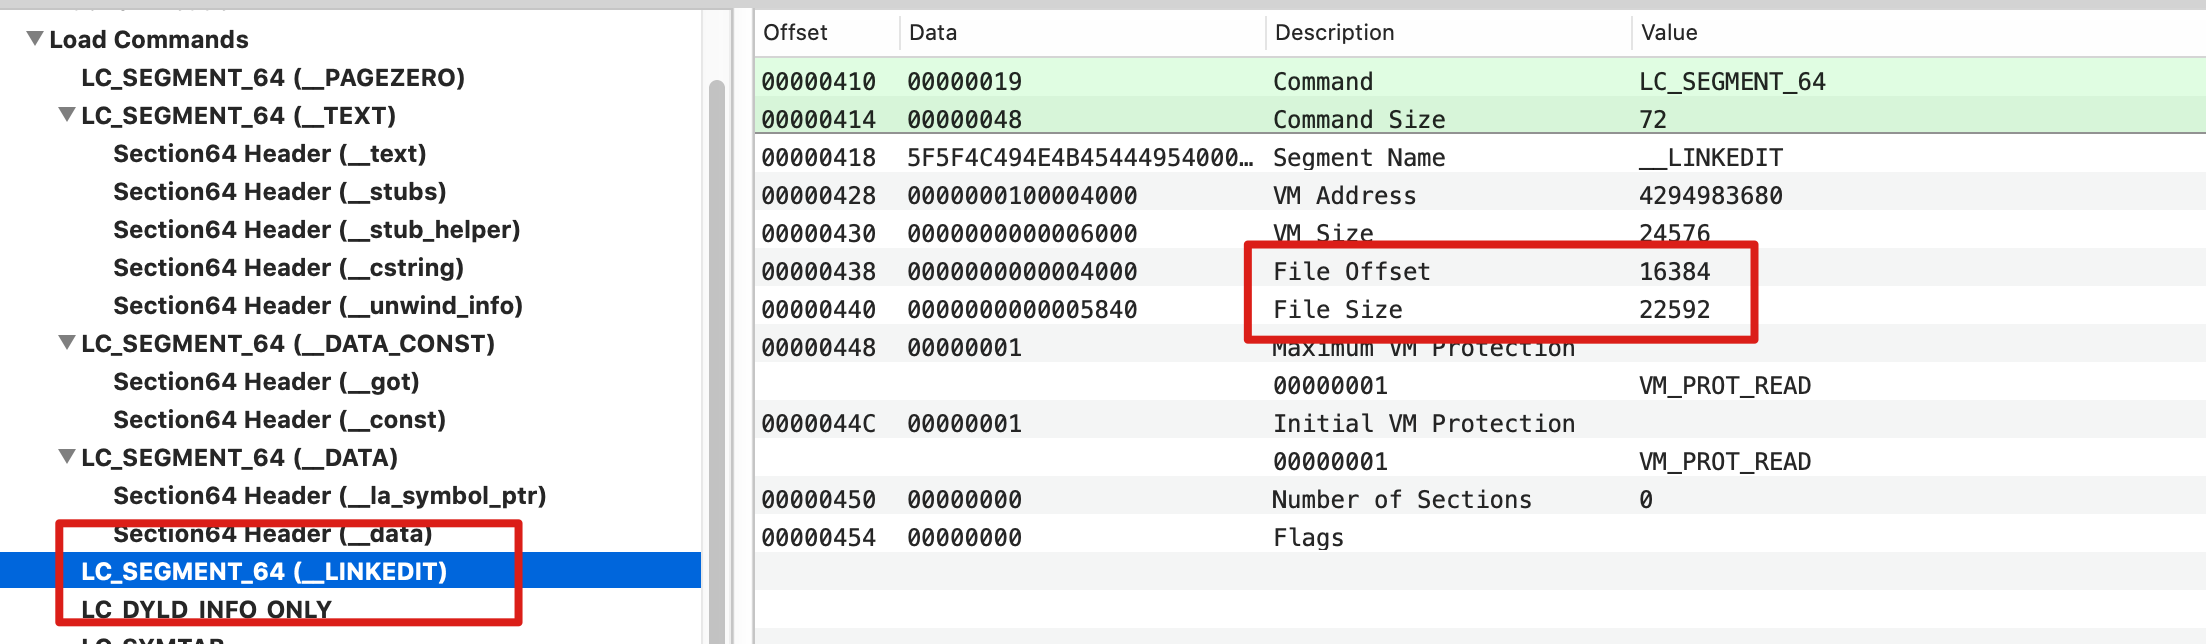 Load Commands
LC_SEGMENT_64 (__PAGEZERO)
LC_SEGMENT_64 (__TEXT)
Section64 Header (__text)
Section64 Header (__stubs)
Section64 Header (__stub_helper)
Section64 Header (__cstring)
Section64 Header (__unwind_info)
LC_SEGMENT_64 (__DATA_CONST)
Section64 Header (__got)
Section64 Header (__const)
LC_SEGMENT_64 (__DATA)
Section64 Header (__la_symbol_ptr)
Section64 Header (__data)
LC_SEGMENT_64 (__LINKEDIT)
LC_DYLD_INFO_ONLY
LC_SYMTAB
Offset Data Description Value
00000410 00000019 Command LC_SEGMENT_64
00000414 00000048 Command Size 72
00000418 5F5F4C494E4B45444954000… Segment Name __LINKEDIT
00000428 0000000100004000 VM Address 4294983680
00000430 0000000000006000 VM Size 24576
00000438 0000000000004000 File Offset 16384
00000440 0000000000005840 File Size 22592
00000448 00000001 Maximum VM Protection
00000001 VM_PROT_READ
0000044C 00000001 Initial VM Protection
00000001 VM_PROT_READ
00000450 00000000 Number of Sections 0
00000454 00000000 Flags